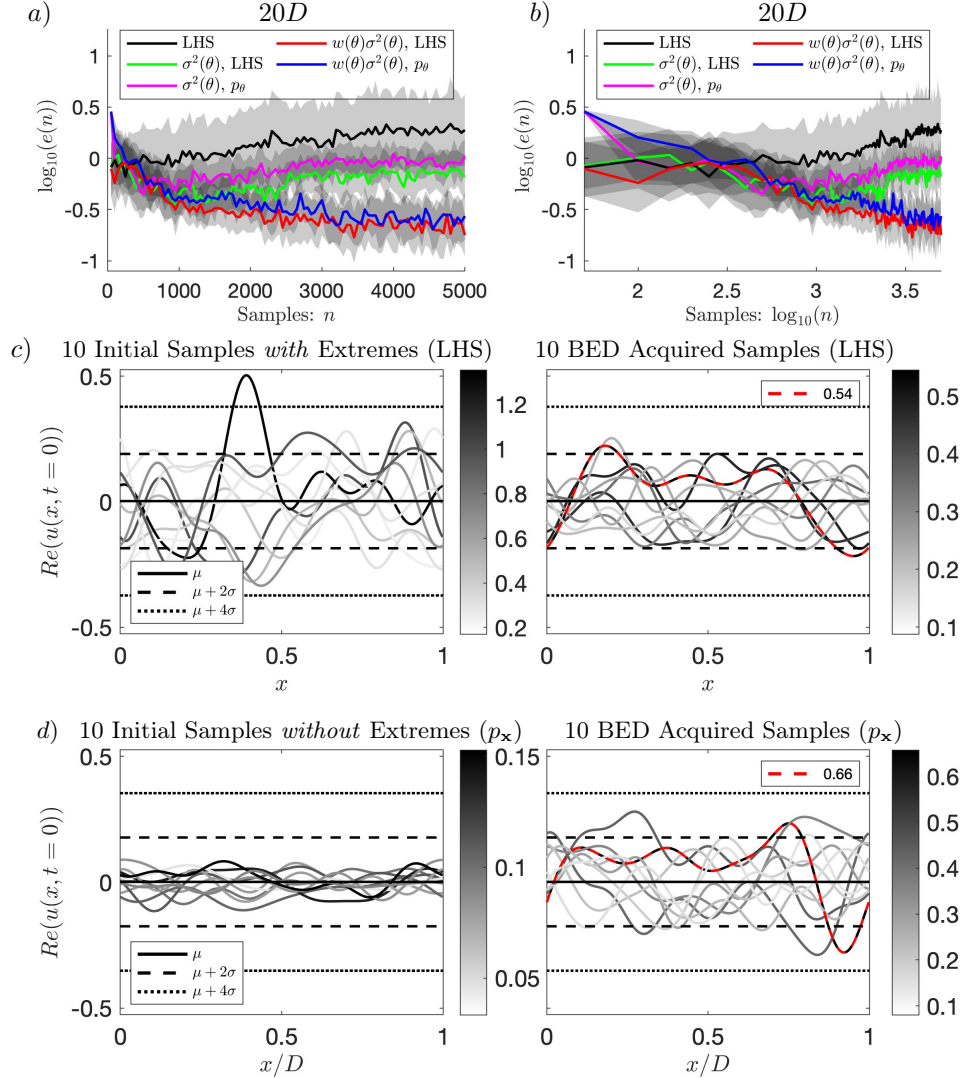 a) 20D
b) 20D
log₁₀(e(n))
1
0.5
0
-0.5
-1
LHS
σ²(θ), LHS
σ²(θ), p_θ
w(θ)σ²(θ), LHS
w(θ)σ²(θ), p_θ
0 1000 2000 3000 4000 5000
Samples: n
log₁₀(e(n))
1
0.5
0
-0.5
-1
LHS
σ²(θ), LHS
σ²(θ), p_θ
w(θ)σ²(θ), LHS
w(θ)σ²(θ), p_θ
2 2.5 3 3.5
Samples: log₁₀(n)
c) 10 Initial Samples with Extremes (LHS)
Re(u(x, t = 0))
0.5
0
-0.5
μ
μ + 2σ
μ + 4σ
0 0.5 1
x
1.2
1
0.8
0.6
0.4
0.2
10 BED Acquired Samples (LHS)
0.54
0 0.5 1
x
0.5
0.4
0.3
0.2
0.1
d) 10 Initial Samples without Extremes (p_𝐱)
Re(u(x, t = 0))
0.5
0
-0.5
μ
μ + 2σ
μ + 4σ
0 0.5 1
x/D
0.15
0.1
0.05
10 BED Acquired Samples (p_𝐱)
0.66
0 0.5 1
x/D
0.6
0.5
0.4
0.3
0.2
0.1